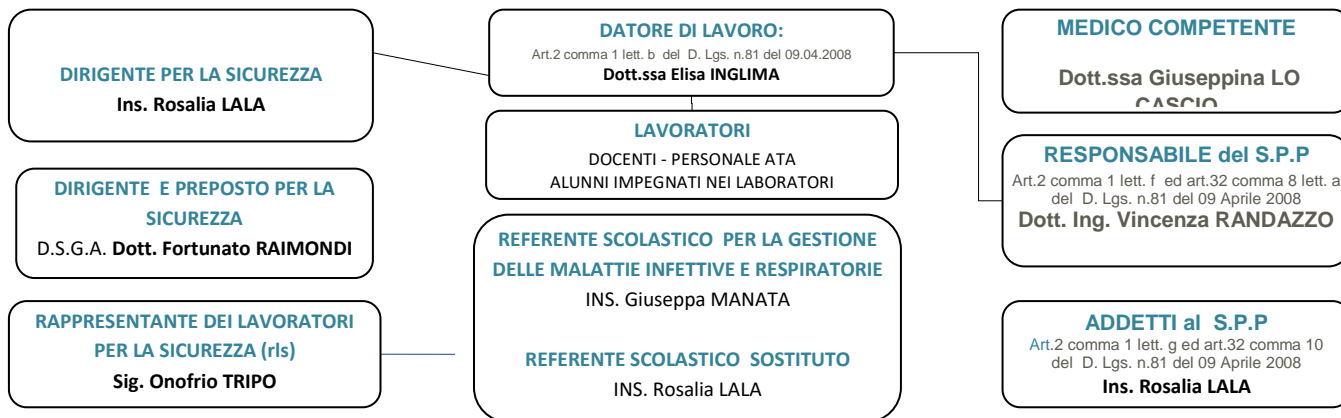 DIRIGENTE PER LA SICUREZZA
Ins. Rosalia LALA
DATORE DI LAVORO:
Art.2 comma 1 lett. b del D. Lgs. n.81 del 09.04.2008
Dott.ssa Elisa INGLIMA
MEDICO COMPETENTE
Dott.ssa Giuseppina LO
CASCIO
LAVORATORI
DOCENTI - PERSONALE ATA
ALUNNI IMPEGNATI NEI LABORATORI
RESPONSABILE del S.P.P
Art.2 comma 1 lett. f ed art.32 comma 8 lett. a
del D. Lgs. n.81 del 09 Aprile 2008
Dott. Ing. Vincenza RANDAZZO
DIRIGENTE E PREPOSTO PER LA
SICUREZZA
D.S.G.A. Dott. Fortunato RAIMONDI
REFERENTE SCOLASTICO PER LA GESTIONE
DELLE MALATTIE INFETTIVE E RESPIRATORIE
INS. Giuseppa MANATA
REFERENTE SCOLASTICO SOSTITUTO
INS. Rosalia LALA
RAPPRESENTANTE DEI LAVORATORI
PER LA SICUREZZA (rls)
Sig. Onofrio TRIPO
ADDETTI al S.P.P
Art.2 comma 1 lett. g ed art.32 comma 10
del D. Lgs. n.81 del 09 Aprile 2008
Ins. Rosalia LALA